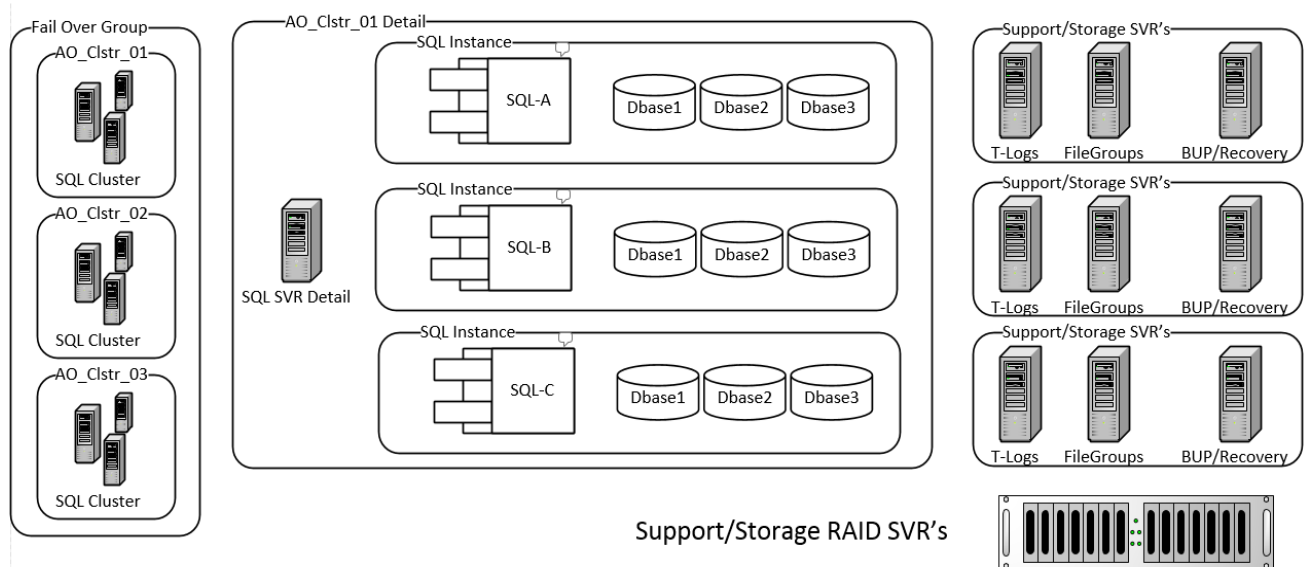 Fail Over Group
AO_Clstr_01
SQL Cluster
AO_Clstr_02
SQL Cluster
AO_Clstr_03
SQL Cluster
AO_Clstr_01 Detail
SQL SVR Detail
SQL Instance
SQL-A
Dbase1
Dbase2
Dbase3
SQL Instance
SQL-B
Dbase1
Dbase2
Dbase3
SQL Instance
SQL-C
Dbase1
Dbase2
Dbase3
Support/Storage SVR's
T-Logs
FileGroups
BUP/Recovery
Support/Storage SVR's
T-Logs
FileGroups
BUP/Recovery
Support/Storage SVR's
T-Logs
FileGroups
BUP/Recovery
Support/Storage RAID SVR's